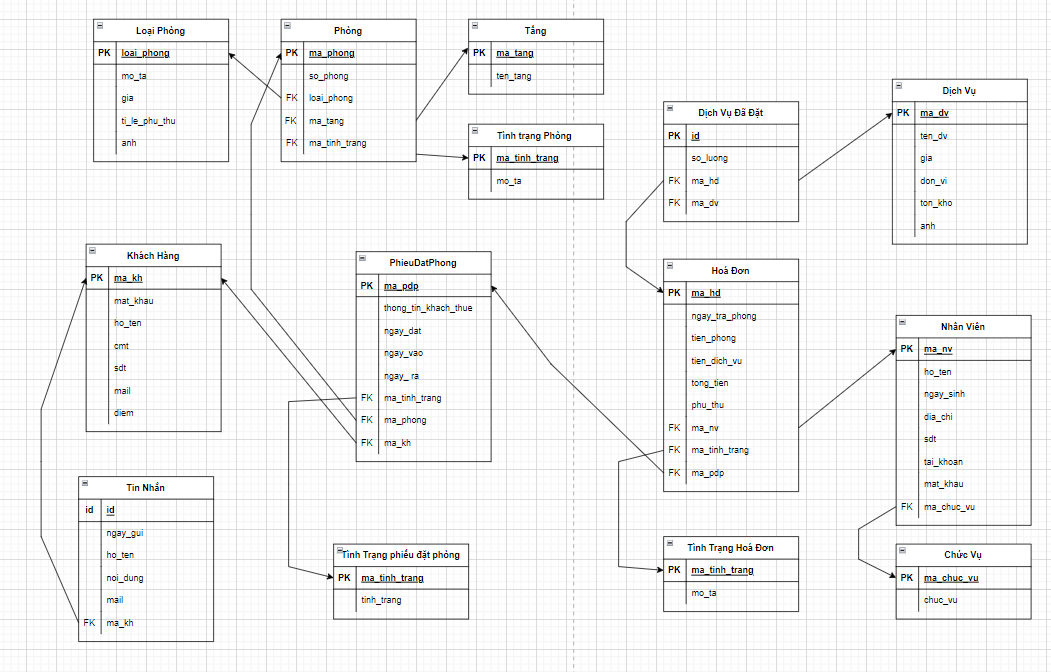 Loại Phòng
PK loai_phong
mo_ta
gia
ti_le_phu_thu
anh
Phòng
PK ma_phong
so_phong
FK loai_phong
FK ma_tang
FK ma_tinh_trang
Tầng
PK ma_tang
ten_tang
Tình trạng Phòng
PK ma_tinh_trang
mo_ta
Dịch Vụ Đã Đặt
PK id
so_luong
FK ma_hd
FK ma_dv
Dịch Vụ
PK ma_dv
ten_dv
gia
don_vi
ton_kho
anh
Khách Hàng
PK ma_kh
mat_khau
ho_ten
cmt
sdt
mail
diem
PhieuDatPhong
PK ma_pdp
thong_tin_khach_thue
ngay_dat
ngay_vao
ngay_ra
FK ma_tinh_trang
FK ma_phong
FK ma_kh
Hoá Đơn
PK ma_hd
ngay_tra_phong
tien_phong
tien_dich_vu
tong_tien
phu_thu
FK ma_nv
FK ma_tinh_trang
FK ma_pdp
Nhân Viên
PK ma_nv
ho_ten
ngay_sinh
dia_chi
sdt
tai_khoan
mat_khau
FK ma_chuc_vu
Tin Nhắn
id id
ngay_gui
ho_ten
noi_dung
mail
FK ma_kh
Tình Trạng phiếu đặt phòng
PK ma_tinh_trang
tinh_trang
Tình Trạng Hoá Đơn
PK ma_tinh_trang
mo_ta
Chức Vụ
PK ma_chuc_vu
chuc_vu